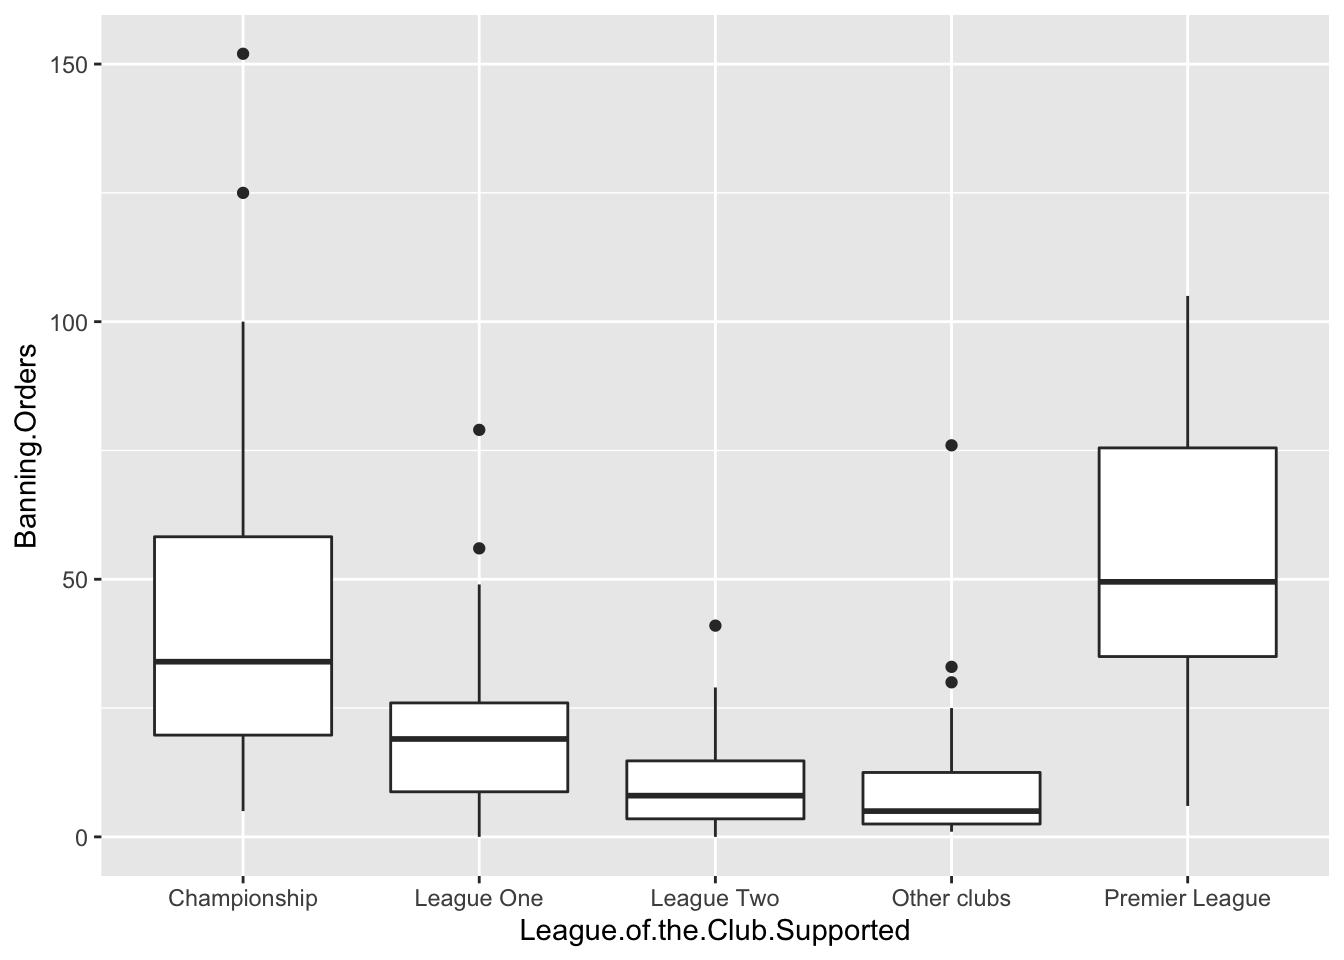 Banning.Orders
150
100
50
0
Championship
League One
League Two
Other clubs
Premier League
League.of.the.Club.Supported